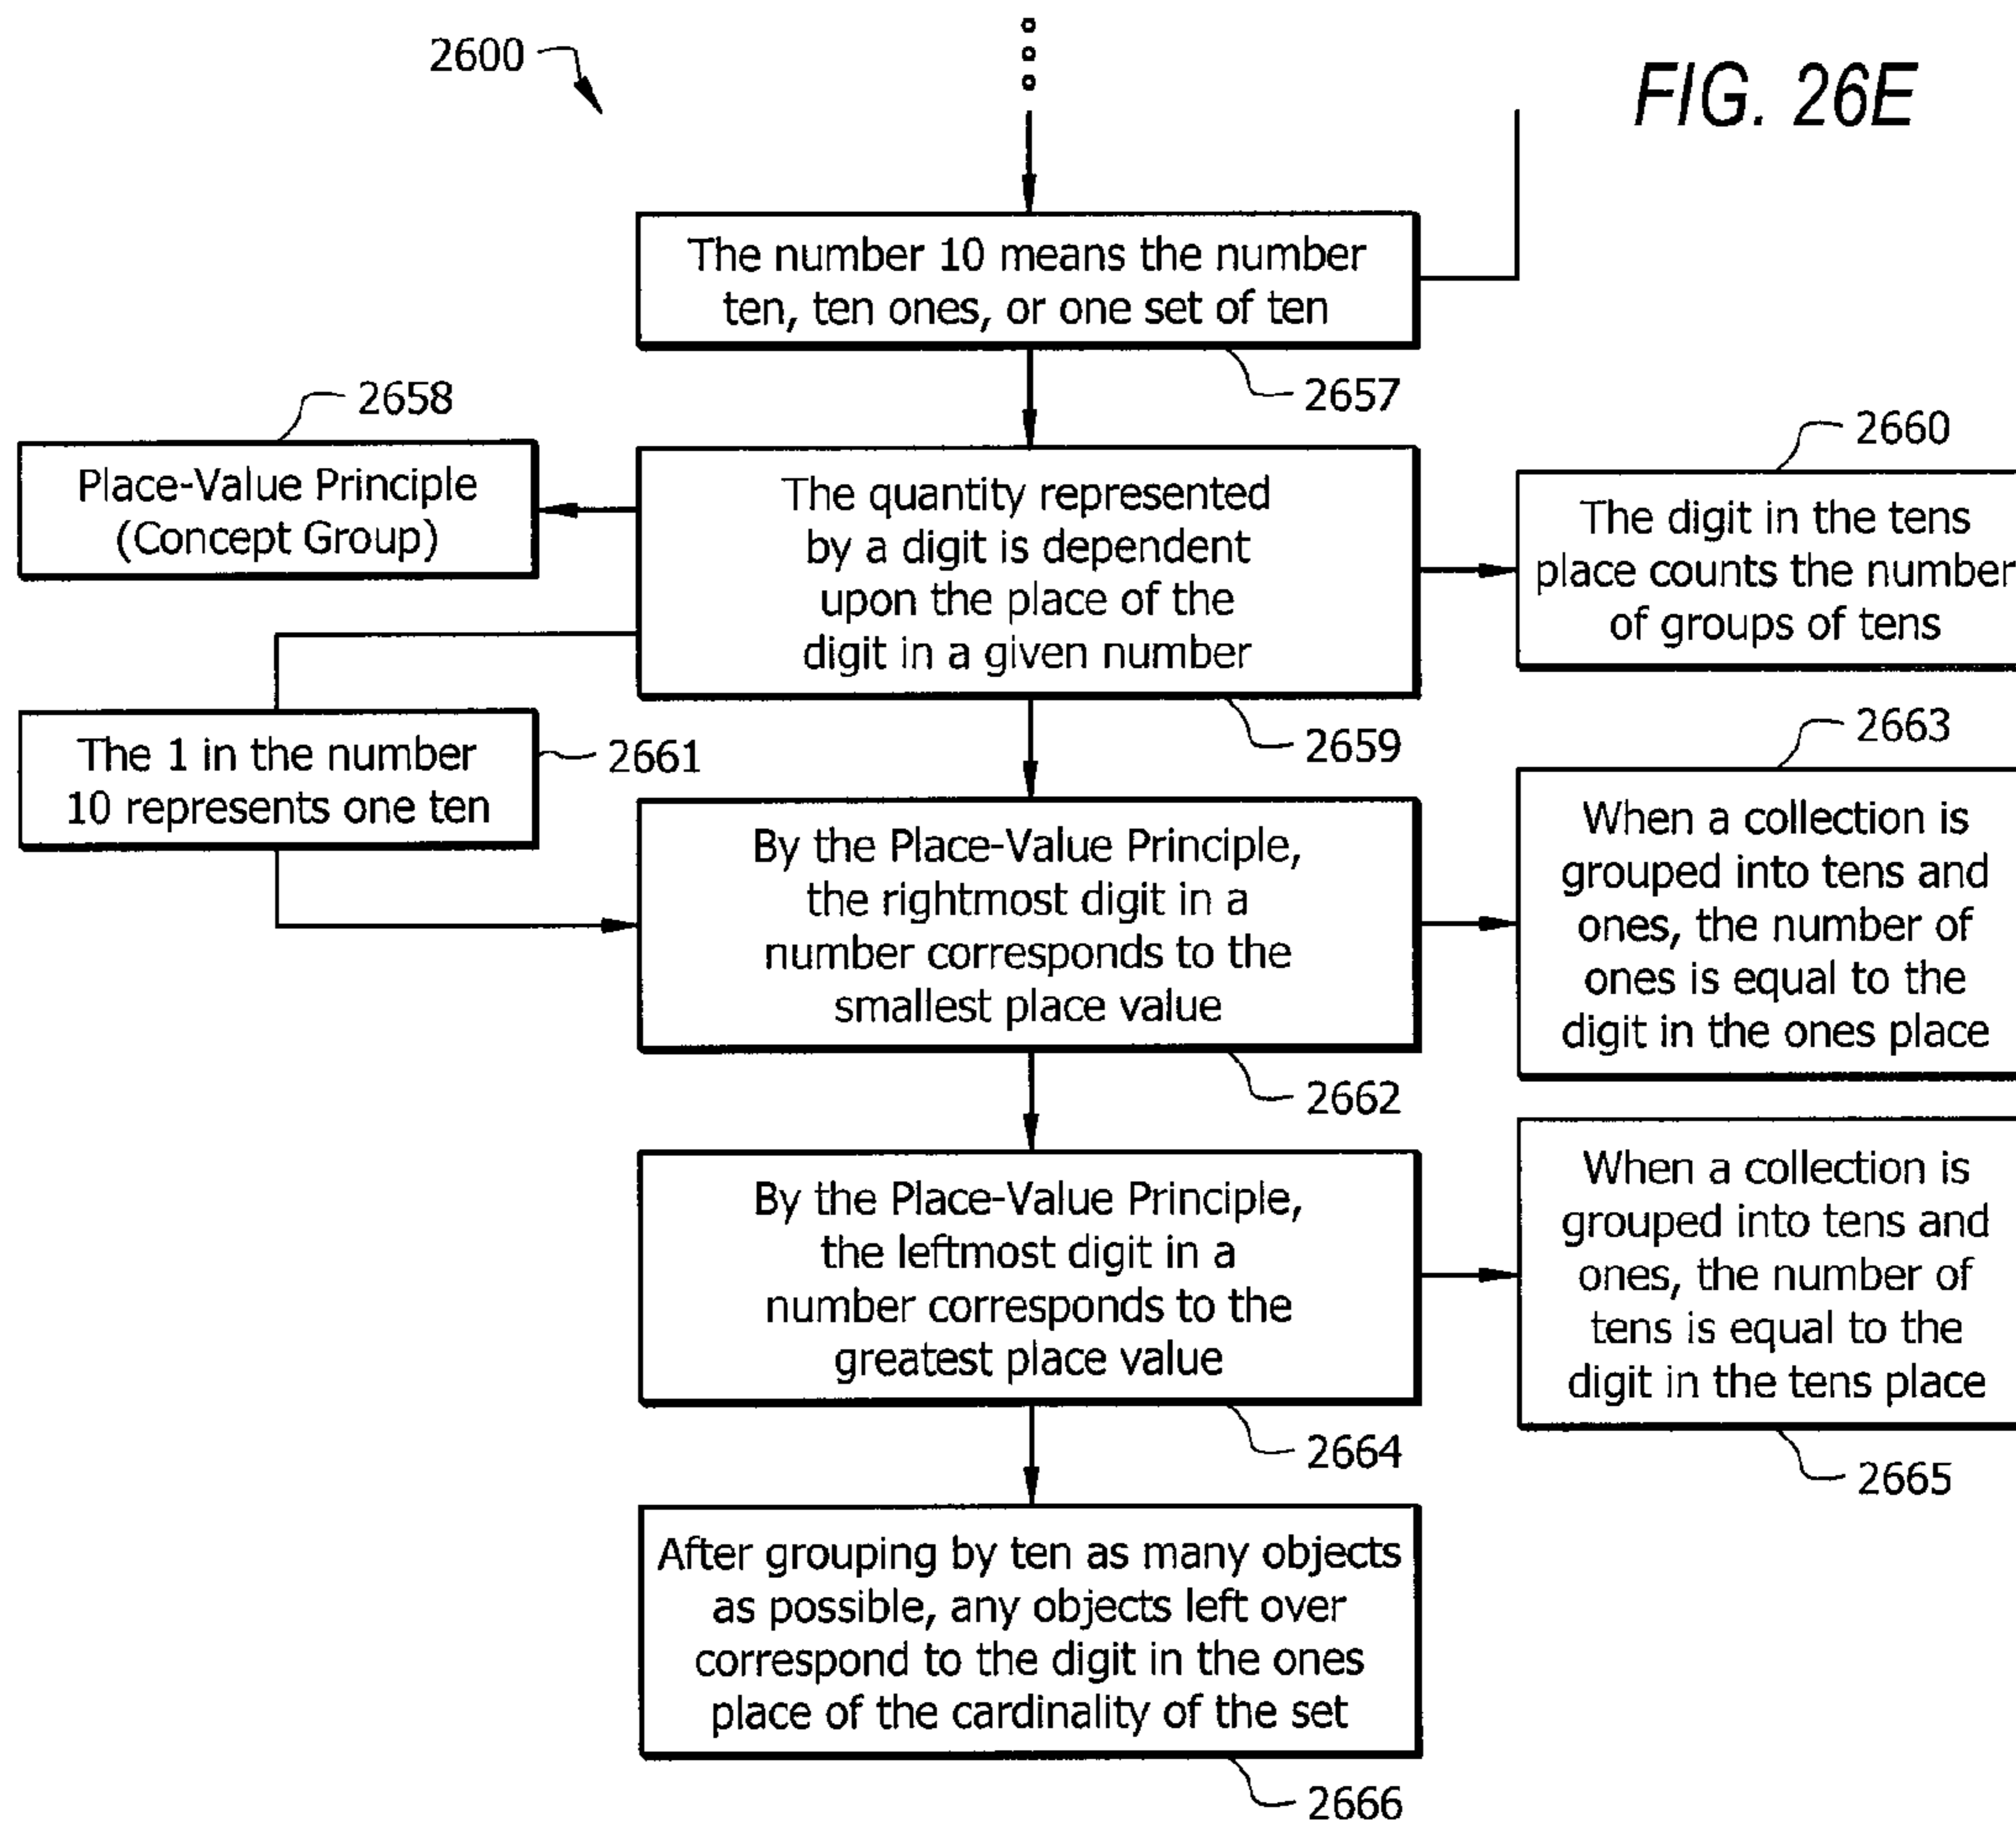 2600
FIG. 26E
The number 10 means the number
ten, ten ones, or one set of ten
2657
2658
Place-Value Principle
(Concept Group)
The quantity represented
by a digit is dependent
upon the place of the
digit in a given number
2659
2660
The digit in the tens
place counts the number
of groups of tens
The 1 in the number
10 represents one ten
2661
By the Place-Value Principle,
the rightmost digit in a
number corresponds to the
smallest place value
2662
2663
When a collection is
grouped into tens and
ones, the number of
ones is equal to the
digit in the ones place
By the Place-Value Principle,
the leftmost digit in a
number corresponds to the
greatest place value
2664
When a collection is
grouped into tens and
ones, the number of
tens is equal to the
digit in the tens place
2665
After grouping by ten as many objects
as possible, any objects left over
correspond to the digit in the ones
place of the cardinality of the set
2666